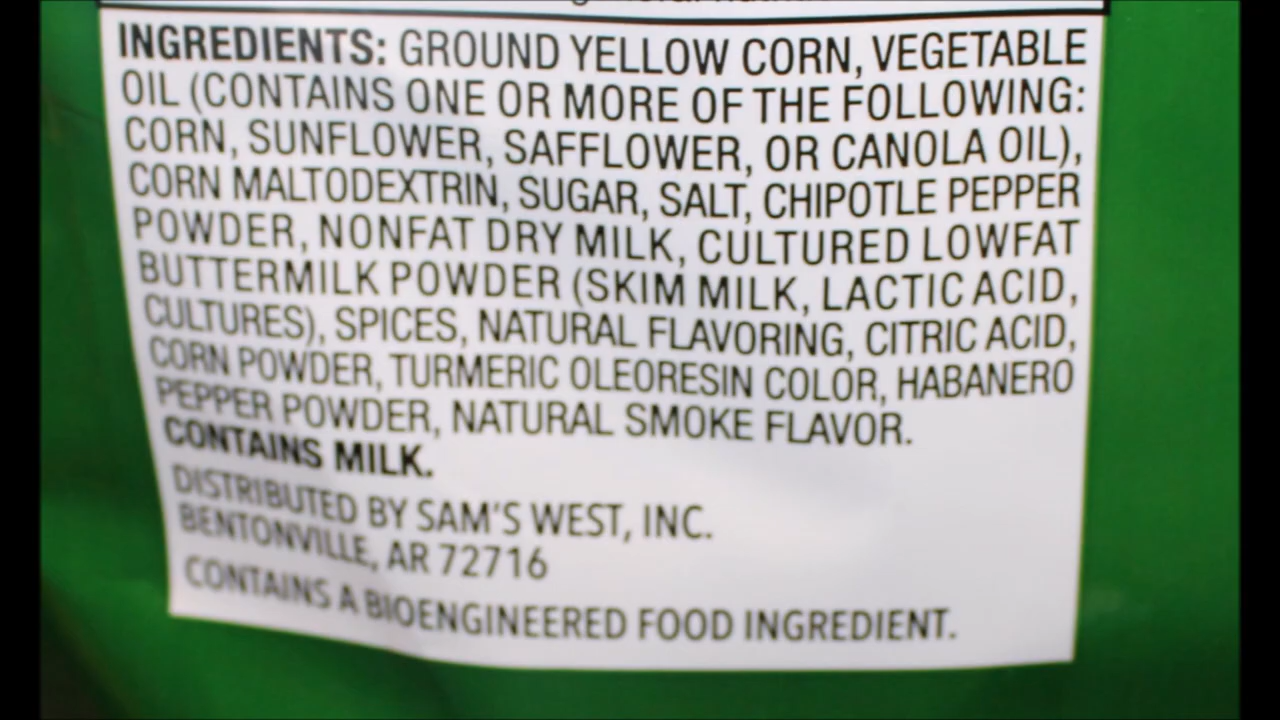 INGREDIENTS: GROUND YELLOW CORN, VEGETABLE
OIL (CONTAINS ONE OR MORE OF THE FOLLOWING:
CORN, SUNFLOWER, SAFFLOWER, OR CANOLA OIL),
CORN MALTODEXTRIN, SUGAR, SALT, CHIPOTLE PEPPER
POWDER, NONFAT DRY MILK, CULTURED LOWFAT
BUTTERMILK POWDER (SKIM MILK, LACTIC ACID,
CULTURES), SPICES, NATURAL FLAVORING, CITRIC ACID,
CORN POWDER, TURMERIC OLEORESIN COLOR, HABANERO
PEPPER POWDER, NATURAL SMOKE FLAVOR.
CONTAINS MILK.
DISTRIBUTED BY SAM'S WEST, INC.
BENTONVILLE, AR 72716
CONTAINS A BIOENGINEERED FOOD INGREDIENT.